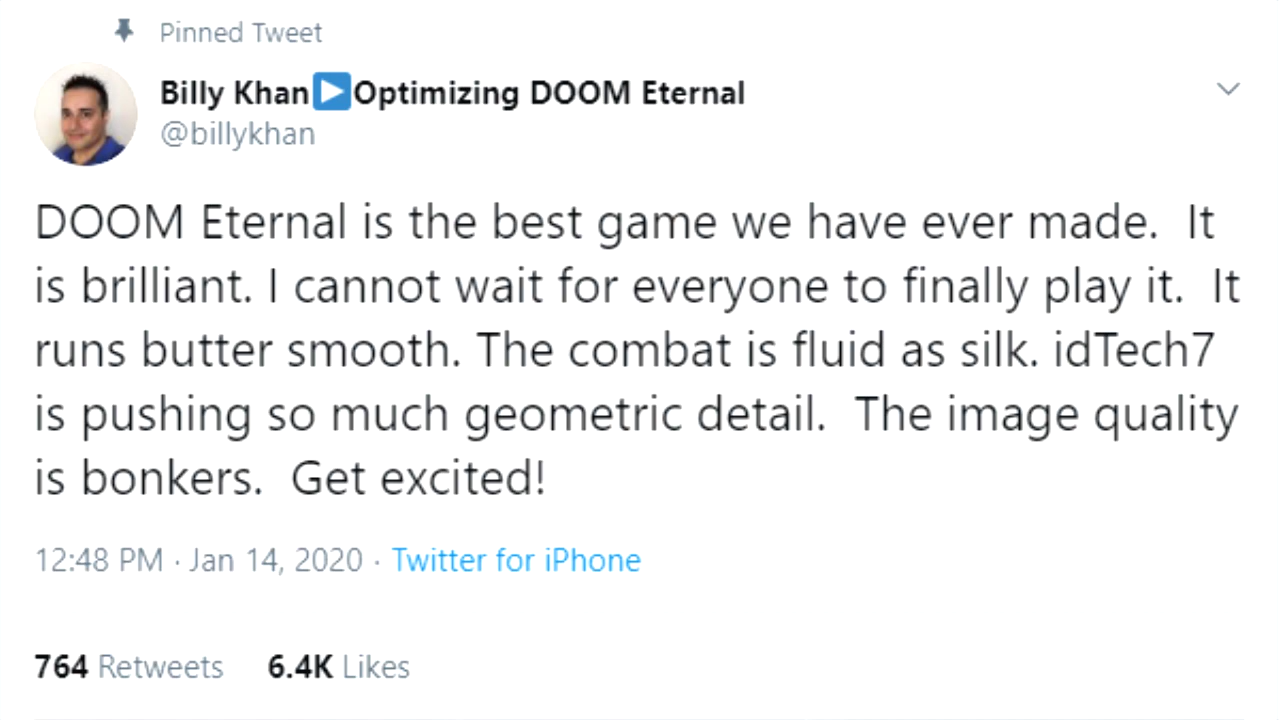 Pinned Tweet
Billy Khan▶️Optimizing DOOM Eternal
@billykhan
DOOM Eternal is the best game we have ever made.  It
is brilliant. I cannot wait for everyone to finally play it.  It
runs butter smooth. The combat is fluid as silk. idTech7
is pushing so much geometric detail.  The image quality
is bonkers.  Get excited!
12:48 PM · Jan 14, 2020 · Twitter for iPhone
764 Retweets 6.4K Likes